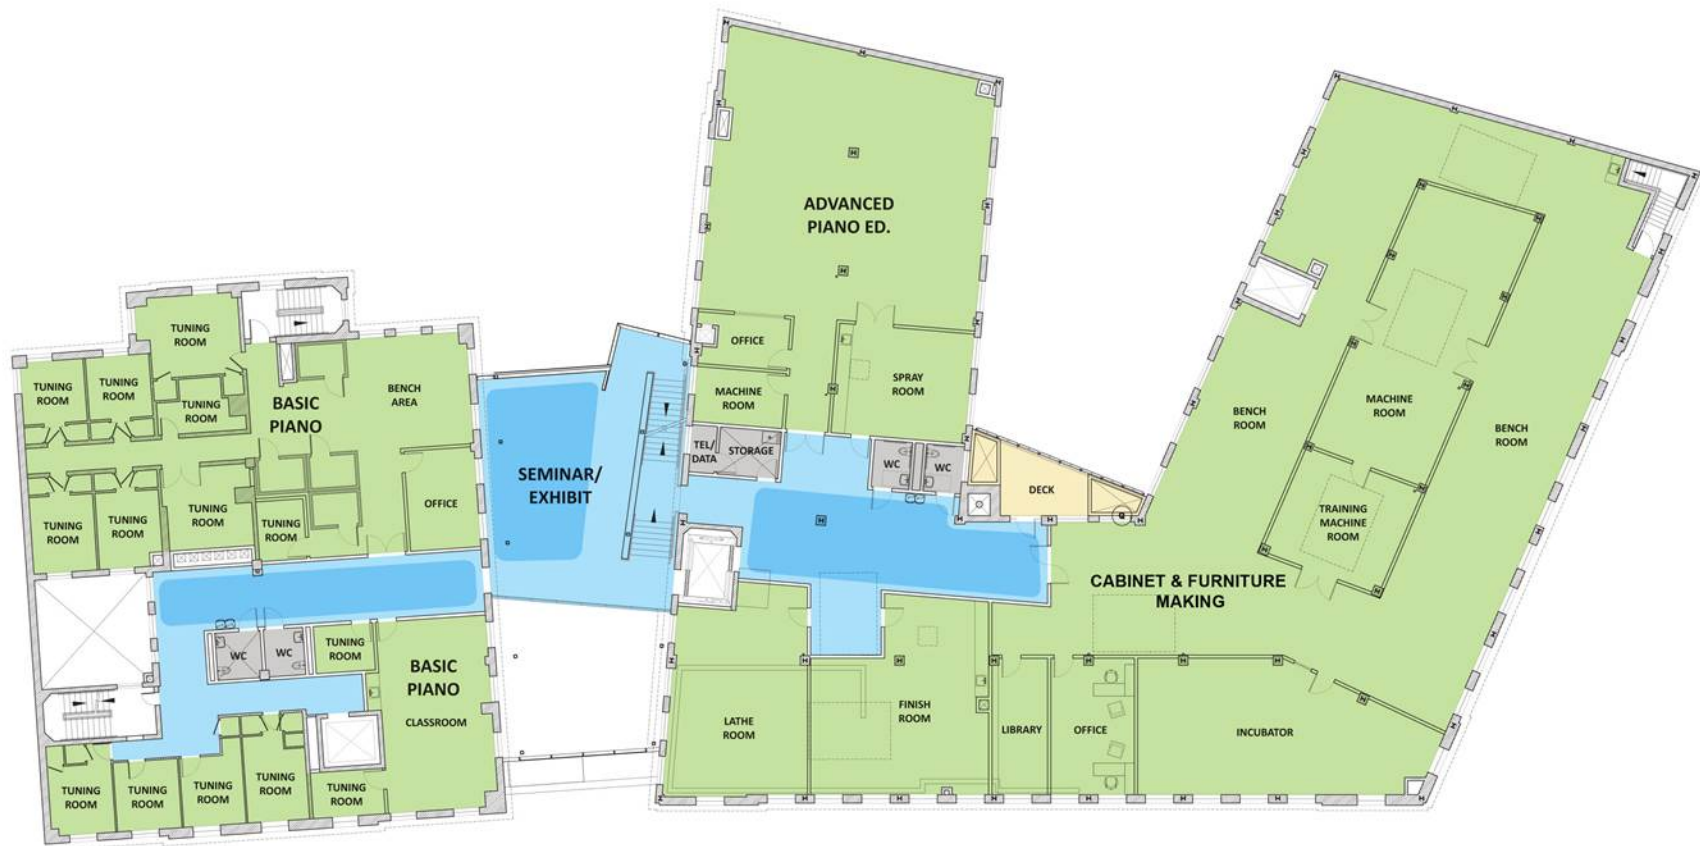 ADVANCED
PIANO ED.
OFFICE
MACHINE
ROOM
SPRAY
ROOM
TEL/
DATA
STORAGE
WC
WC
DECK
TUNING
ROOM
TUNING
ROOM
TUNING
ROOM
TUNING
ROOM
BASIC
PIANO
BENCH
AREA
OFFICE
TUNING
ROOM
TUNING
ROOM
TUNING
ROOM
TUNING
ROOM
SEMINAR/
EXHIBIT
WC
WC
TUNING
ROOM
BASIC
PIANO
CLASSROOM
TUNING
ROOM
TUNING
ROOM
TUNING
ROOM
TUNING
ROOM
TUNING
ROOM
BENCH
ROOM
MACHINE
ROOM
BENCH
ROOM
TRAINING
MACHINE
ROOM
CABINET & FURNITURE
MAKING
LATHE
ROOM
FINISH
ROOM
LIBRARY
OFFICE
INCUBATOR